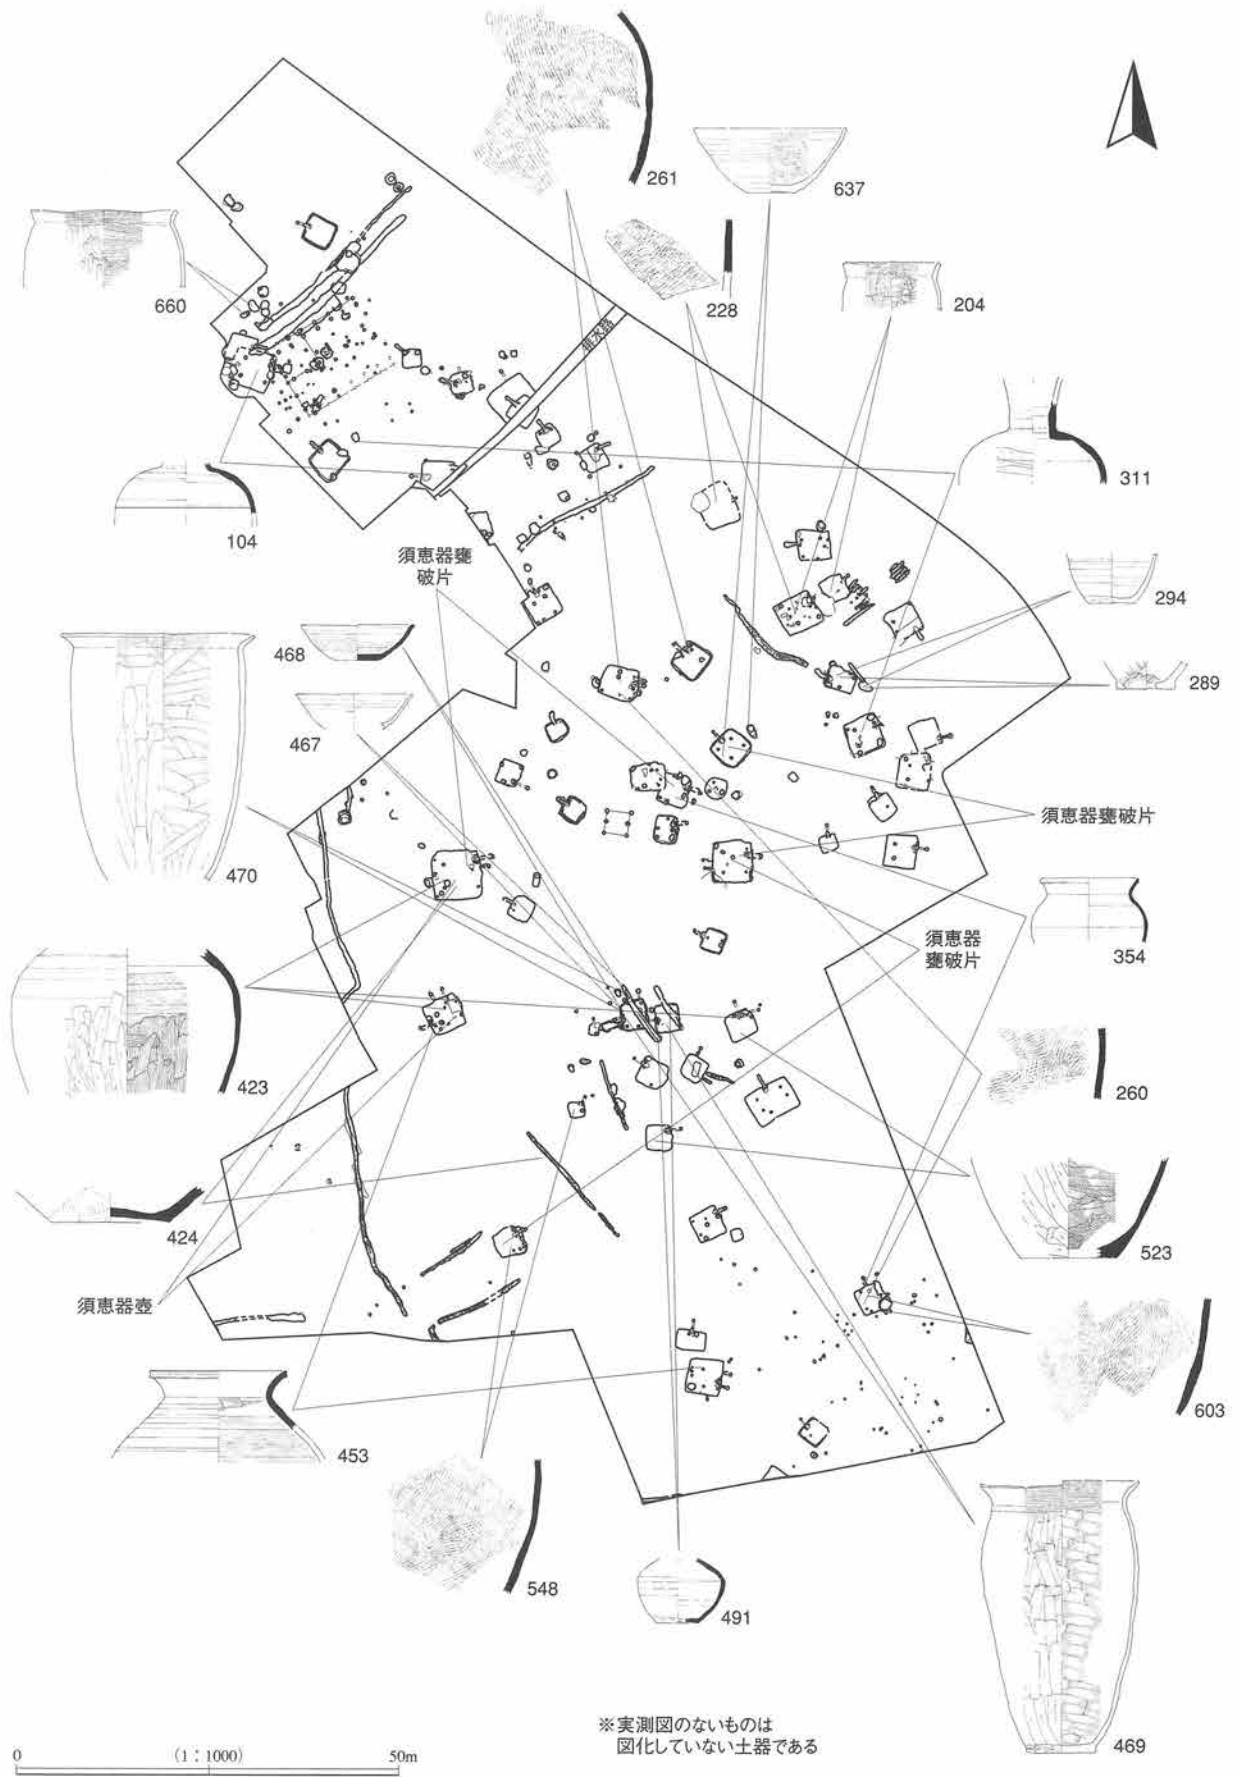 261
637
228
204
660
排水路
311
104
須恵器甕
破片
294
468
289
467
須恵器甕破片
470
354
須恵器
甕破片
423
260
424
523
須恵器壺
603
453
548
491
469
※実測図のないものは
図化していない土器である
0 (1：1000) 50m